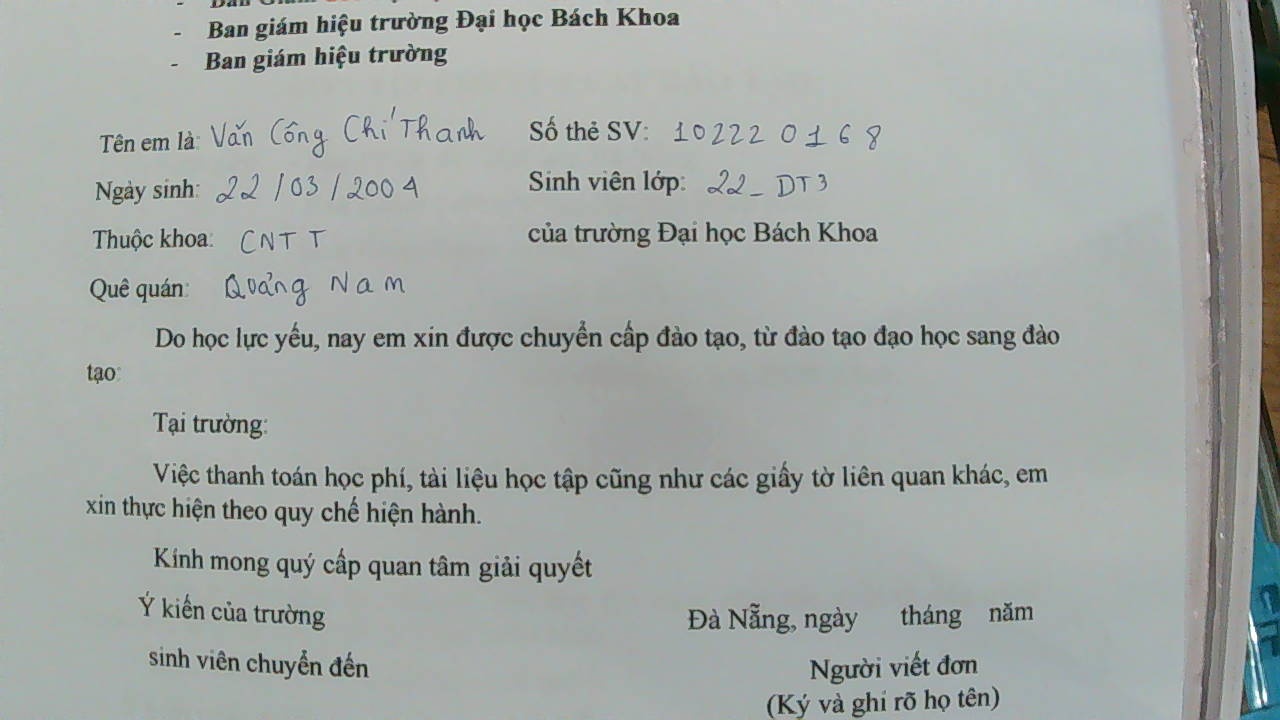 - Ban Giám
- Ban giám hiệu trường Đại học Bách Khoa
- Ban giám hiệu trường
Tên em là: Văn Công Chí Thanh Số thẻ SV: 102220168
Ngày sinh: 22/03/2004 Sinh viên lớp: 22_DT3
Thuộc khoa: CNTT của trường Đại học Bách Khoa
Quê quán: Quảng Nam
Do học lực yếu, nay em xin được chuyển cấp đào tạo, từ đào tạo đạo học sang đào
tạo:
Tại trường:
Việc thanh toán học phí, tài liệu học tập cũng như các giấy tờ liên quan khác, em
xin thực hiện theo quy chế hiện hành.
Kính mong quý cấp quan tâm giải quyết
Ý kiến của trường Đà Nẵng, ngày tháng năm
sinh viên chuyển đến Người viết đơn
(Ký và ghi rõ họ tên)